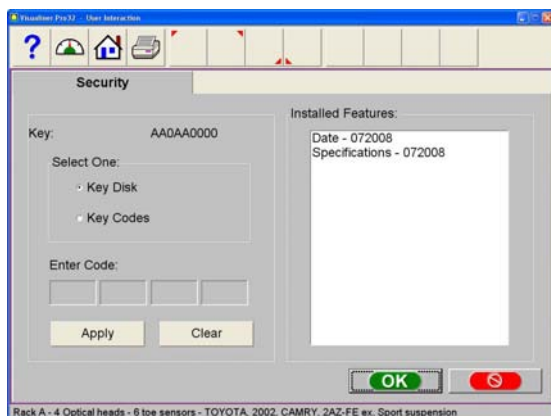 Visualiner Pro32 - User Interaction
?
Security
Key: AA0AA0000
Select One:
Key Disk
Key Codes
Enter Code:
Apply Clear
Installed Features:
Date - 072008
Specifications - 072008
OK
Rack A - 4 Optical heads - 6 toe sensors - TOYOTA, 2002, CAMRY, 2AZ-FE ex. Sport suspension